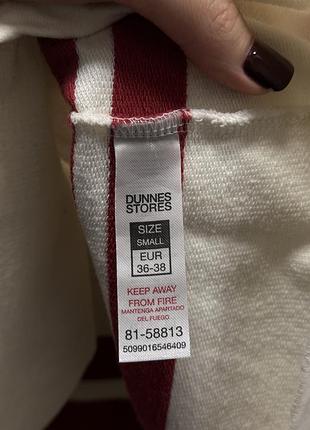 DUNNES
STORES
SIZE
SMALL
EUR
36-38
KEEP AWAY
FROM FIRE
MANTENGA APARTADO
DEL FUEGO
81-58813
5099016546409